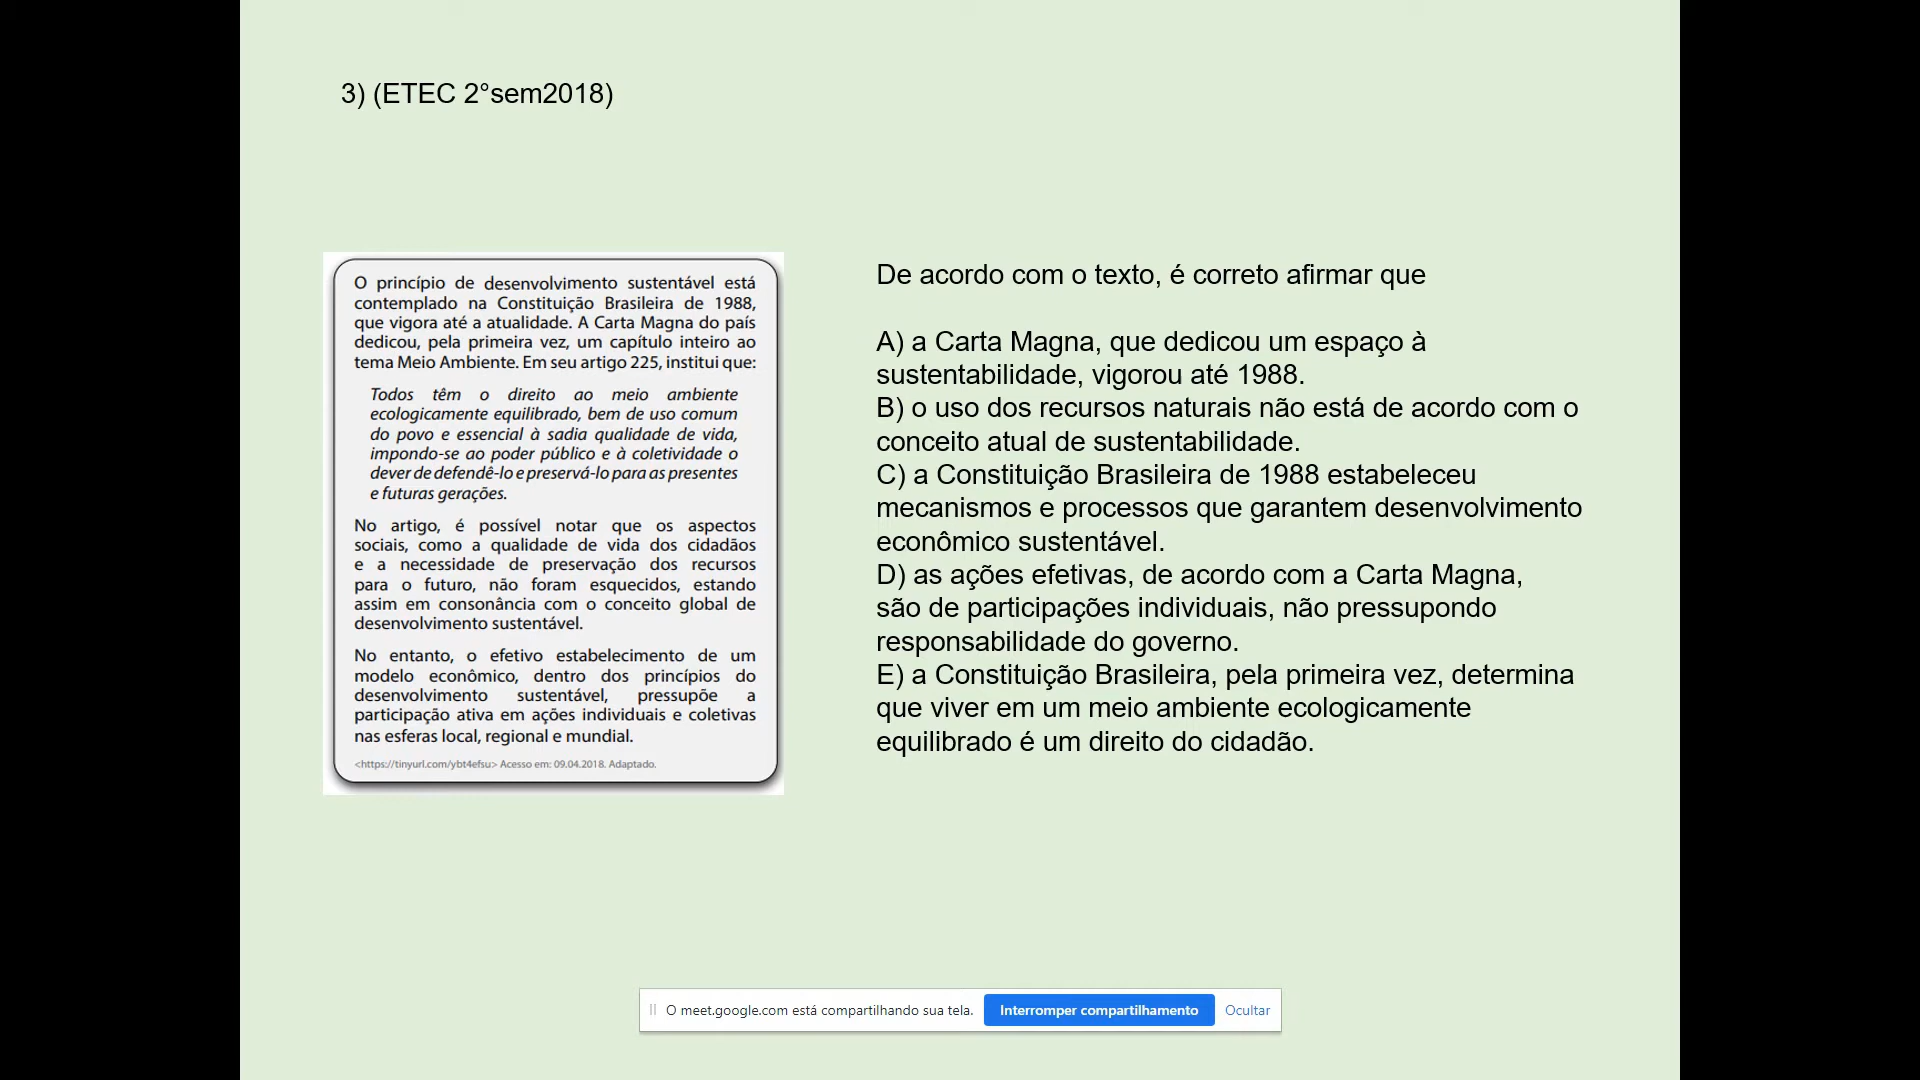 3) (ETEC 2°sem2018)
O princípio de desenvolvimento sustentável está
contemplado na Constituição Brasileira de 1988,
que vigora até a atualidade. A Carta Magna do país
dedicou, pela primeira vez, um capítulo inteiro ao
tema Meio Ambiente. Em seu artigo 225, institui que:
Todos têm o direito ao meio ambiente
ecologicamente equilibrado, bem de uso comum
do povo e essencial à sadia qualidade de vida,
impondo-se ao poder público e à coletividade o
dever de defendê-lo e preservá-lo para as presentes
e futuras gerações.
No artigo, é possível notar que os aspectos
sociais, como a qualidade de vida dos cidadãos
e a necessidade de preservação dos recursos
para o futuro, não foram esquecidos, estando
assim em consonância com o conceito global de
desenvolvimento sustentável.
No entanto, o efetivo estabelecimento de um
modelo econômico, dentro dos princípios do
desenvolvimento sustentável, pressupõe a
participação ativa em ações individuais e coletivas
nas esferas local, regional e mundial.
<https://tinyurl.com/ybt4efsu> Acesso em: 09.04.2018. Adaptado.
De acordo com o texto, é correto afirmar que
A) a Carta Magna, que dedicou um espaço à
sustentabilidade, vigorou até 1988.
B) o uso dos recursos naturais não está de acordo com o
conceito atual de sustentabilidade.
C) a Constituição Brasileira de 1988 estabeleceu
mecanismos e processos que garantem desenvolvimento
econômico sustentável.
D) as ações efetivas, de acordo com a Carta Magna,
são de participações individuais, não pressupondo
responsabilidade do governo.
E) a Constituição Brasileira, pela primeira vez, determina
que viver em um meio ambiente ecologicamente
equilibrado é um direito do cidadão.
O meet.google.com está compartilhando sua tela.
Interromper compartilhamento
Ocultar